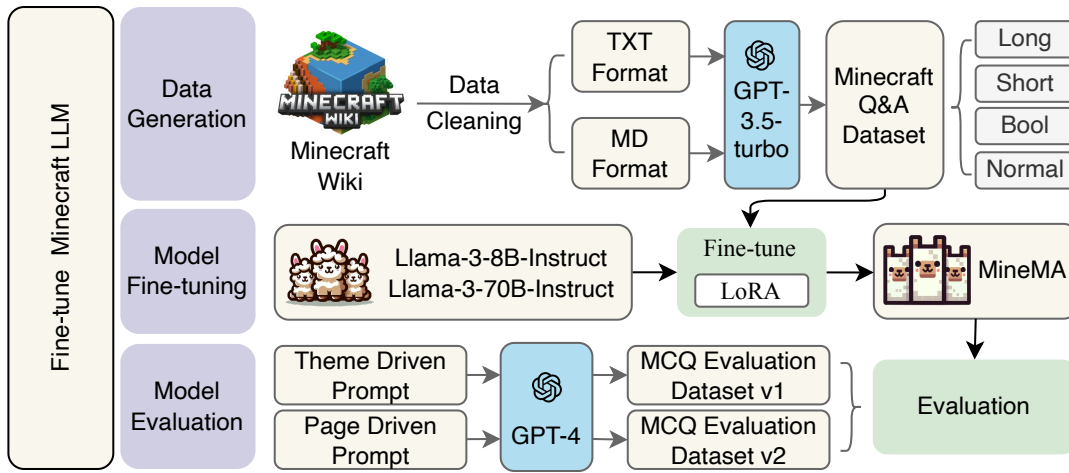 Fine-tune Minecraft LLM
Data
Generation
MINECRAFT
WIKI
Minecraft
Wiki
Data
Cleaning
TXT
Format
MD
Format
GPT-
3.5-
turbo
Minecraft
Q&A
Dataset
Long
Short
Bool
Normal
Model
Fine-tuning
Llama-3-8B-Instruct
Llama-3-70B-Instruct
Fine-tune
LoRA
MineMA
Model
Evaluation
Theme Driven
Prompt
Page Driven
Prompt
GPT-4
MCQ Evaluation
Dataset v1
MCQ Evaluation
Dataset v2
Evaluation